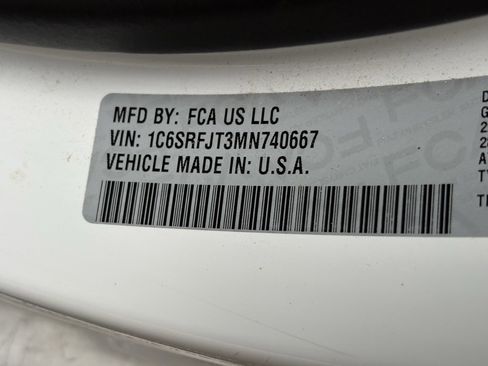 MFD BY: FCA US LLC
VIN: 1C6SRFJT3MN740667
VEHICLE MADE IN: U.S.A.